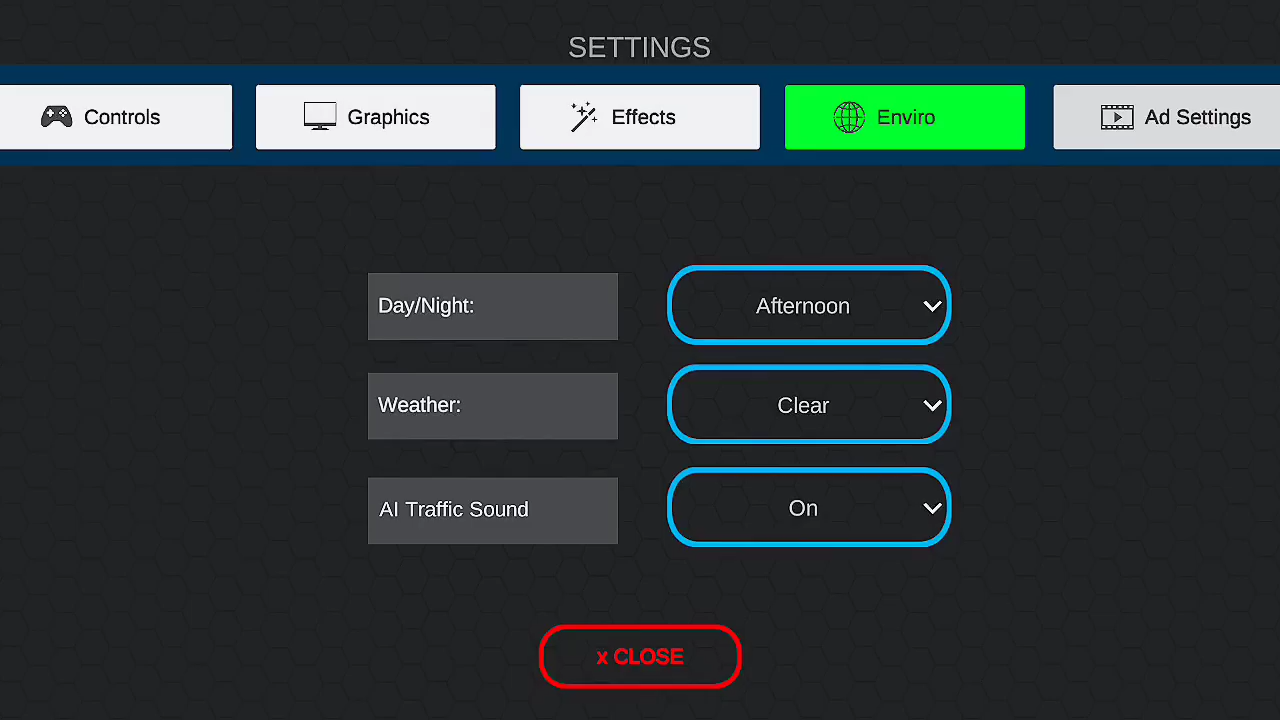 SETTINGS
Controls
Graphics
Effects
Enviro
Ad Settings
Day/Night:
Afternoon
Weather:
Clear
AI Traffic Sound
On
x CLOSE